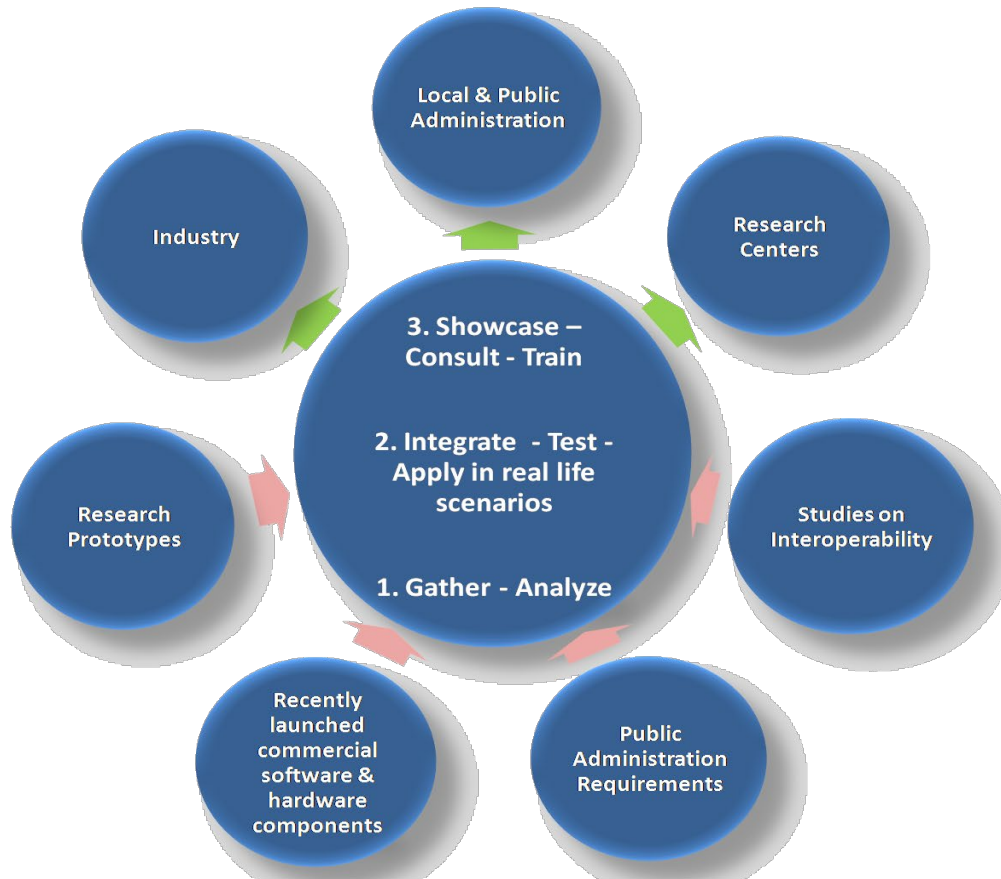 Local & Public
Administration
Industry
Research
Centers
3. Showcase –
Consult - Train
2. Integrate  - Test -
Apply in real life
scenarios
1. Gather - Analyze
Research
Prototypes
Studies on
Interoperability
Recently
launched
commercial
software &
hardware
components
Public
Administration
Requirements